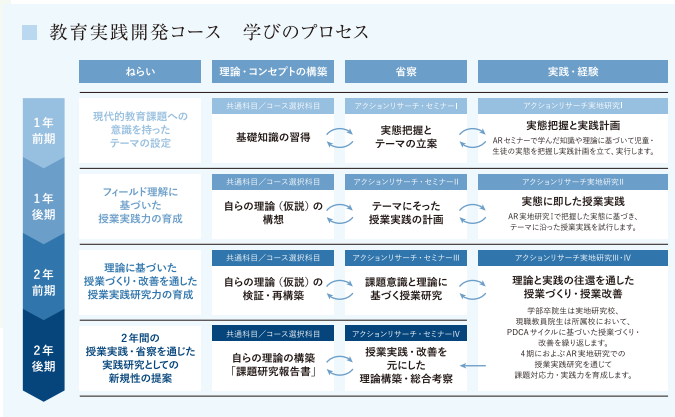 教育実践開発コース　学びのプロセス
ねらい
理論・コンセプトの構築
省察
実践・経験
1年
前期
現代的教育課題への
意識を持った
テーマの設定
共通科目／コース選択科目
基礎知識の習得
アクションリサーチ・セミナーⅠ
実態把握と
テーマの立案
アクションリサーチ実地研究Ⅰ
実態把握と実践計画
ARセミナーで学んだ知識や理論に基づいて児童・
生徒の実態を把握し実践計画を立て、実行します。
1年
後期
フィールド理解に
基づいた
授業実践力の育成
共通科目／コース選択科目
自らの理論（仮説）の
構想
アクションリサーチ・セミナーⅡ
テーマにそった
授業実践の計画
アクションリサーチ実地研究Ⅱ
実態に即した授業実践
AR実地研究Ⅰで把握した実態に基づき、
テーマに沿った授業実践を試行します。
2年
前期
理論に基づいた
授業づくり・改善を通した
授業実践研究力の育成
共通科目／コース選択科目
自らの理論（仮説）の
検証・再構築
アクションリサーチ・セミナーⅢ
課題意識と理論に
基づく授業研究
アクションリサーチ実地研究Ⅲ・Ⅳ
理論と実践の往還を通した
授業づくり・授業改善
学部卒院生は実地研究校、
現職教員院生は所属校において、
PDCAサイクルに基づいた授業づくり・
改善を繰り返します。
4期におよぶAR実地研究での
授業実践研究を通じて
課題対応力・実践力を育成します。
2年
後期
2年間の
授業実践・省察を通じた
実践研究としての
新規性の提案
共通科目／コース選択科目
自らの理論の構築
「課題研究報告書」
アクションリサーチ・セミナーⅣ
授業実践・改善を
元にした
理論構築・総合考察